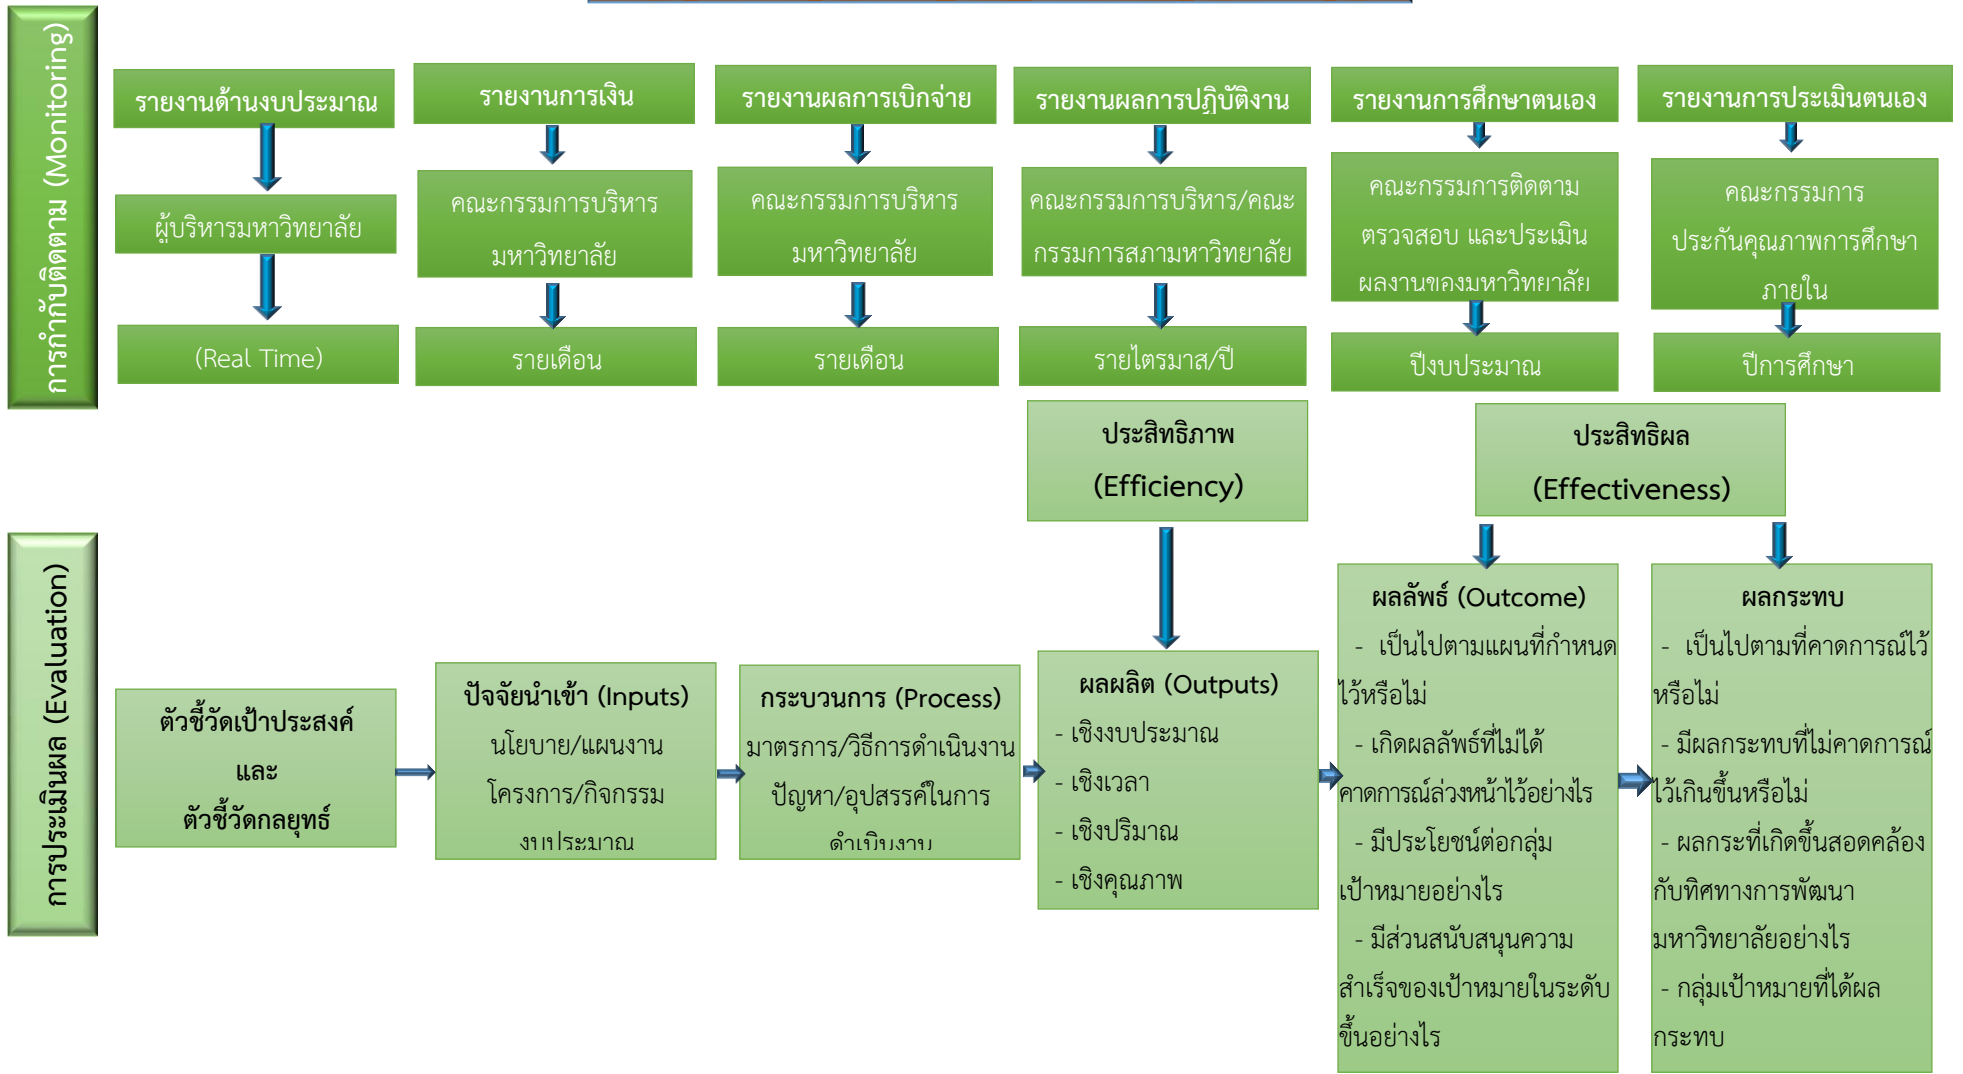 การกำกับติดตาม (Monitoring)
รายงานด้านงบประมาณ
ผู้บริหารมหาวิทยาลัย
(Real Time)
รายงานการเงิน
คณะกรรมการบริหาร
มหาวิทยาลัย
รายเดือน
รายงานผลการเบิกจ่าย
คณะกรรมการบริหาร
มหาวิทยาลัย
รายเดือน
รายงานผลการปฏิบัติงาน
คณะกรรมการบริหาร/คณะ
กรรมการสภามหาวิทยาลัย
รายไตรมาส/ปี
รายงานการศึกษาตนเอง
คณะกรรมการติดตาม
ตรวจสอบ และประเมิน
ผลงานของมหาวิทยาลัย
ปีงบประมาณ
รายงานการประเมินตนเอง
คณะกรรมการ
ประกันคุณภาพการศึกษา
ภายใน
ปีการศึกษา
ประสิทธิภาพ
(Efficiency)
ประสิทธิผล
(Effectiveness)
การประเมินผล (Evaluation)
ตัวชี้วัดเป้าประสงค์
และ
ตัวชี้วัดกลยุทธ์
ปัจจัยนำเข้า (Inputs)
นโยบาย/แผนงาน
โครงการ/กิจกรรม
งบประมาณ
กระบวนการ (Process)
มาตรการ/วิธีการดำเนินงาน
ปัญหา/อุปสรรคในการ
ดำเนินงาน
ผลผลิต (Outputs)
- เชิงงบประมาณ
- เชิงเวลา
- เชิงปริมาณ
- เชิงคุณภาพ
ผลลัพธ์ (Outcome)
- เป็นไปตามแผนที่กำหนด
ไว้หรือไม่
- เกิดผลลัพธ์ที่ไม่ได้
คาดการณ์ล่วงหน้าไว้อย่างไร
- มีประโยชน์ต่อกลุ่ม
เป้าหมายอย่างไร
- มีส่วนสนับสนุนความ
สำเร็จของเป้าหมายในระดับ
ขึ้นอย่างไร
ผลกระทบ
- เป็นไปตามที่คาดการณ์ไว้
หรือไม่
- มีผลกระทบที่ไม่คาดการณ์
ไว้เกินขึ้นหรือไม่
- ผลกระที่เกิดขึ้นสอดคล้อง
กับทิศทางการพัฒนา
มหาวิทยาลัยอย่างไร
- กลุ่มเป้าหมายที่ได้ผล
กระทบ